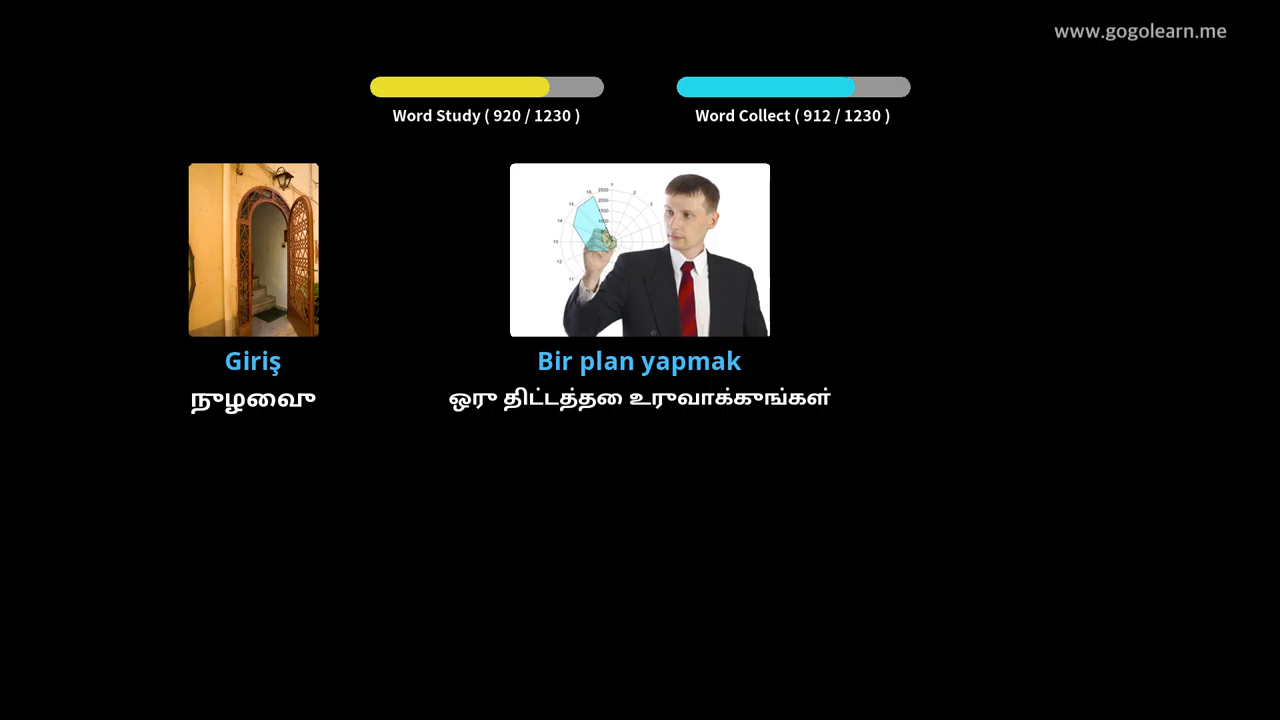 www.gogolearn.me
Word Study ( 920 / 1230 )
Word Collect ( 912 / 1230 )
Giriş
நுழைவு
Bir plan yapmak
ஒரு திட்டத்தை உருவாக்குங்கள்